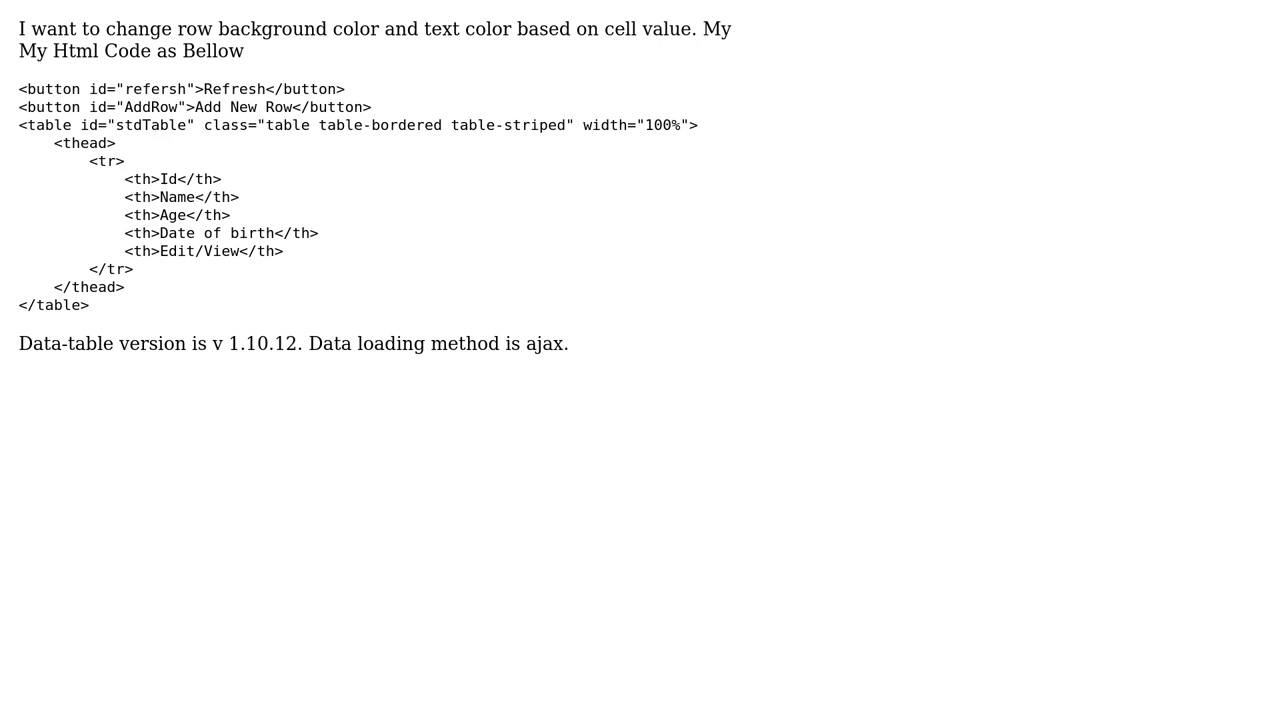 I want to change row background color and text color based on cell value. My
My Html Code as Bellow
<button id="refersh">Refresh</button>
<button id="AddRow">Add New Row</button>
<table id="stdTable" class="table table-bordered table-striped" width="100%">
    <thead>
        <tr>
            <th>Id</th>
            <th>Name</th>
            <th>Age</th>
            <th>Date of birth</th>
            <th>Edit/View</th>
        </tr>
    </thead>
</table>
Data-table version is v 1.10.12. Data loading method is ajax.